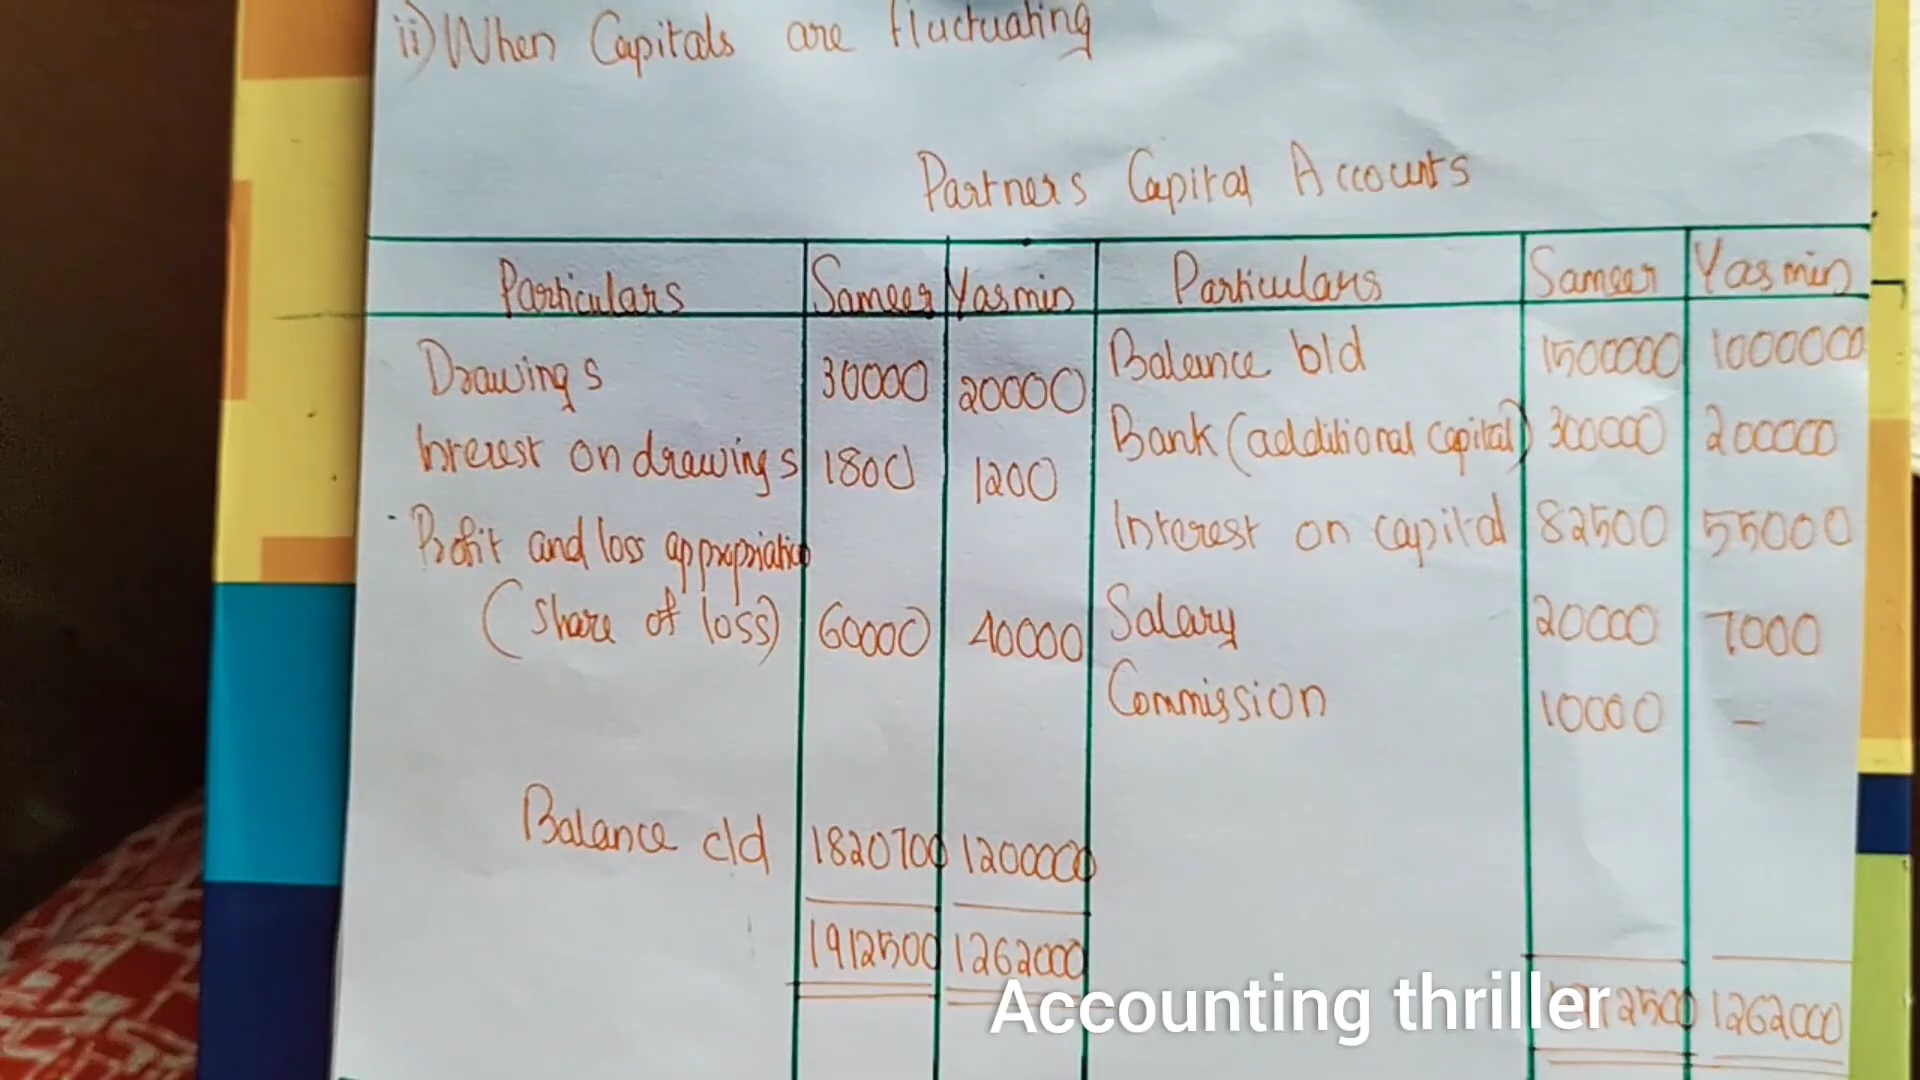 ii) When Capitals are fluctuating
Partners Capital Accounts
Particulars Sameer Yasmin Particulars Sameer Yasmin
Drawings 30000 20000 Balance b/d 1500000 1000000
Interest on drawings 1800 1200 Bank (additional capital) 300000 200000
Profit and loss appropriation Interest on capital 82500 55000
(share of loss) 60000 40000 Salary 20000 7000
Commission 10000 -
Balance c/d 1820700 1200000
1912500 1262000
12500 1262000
Accounting thriller